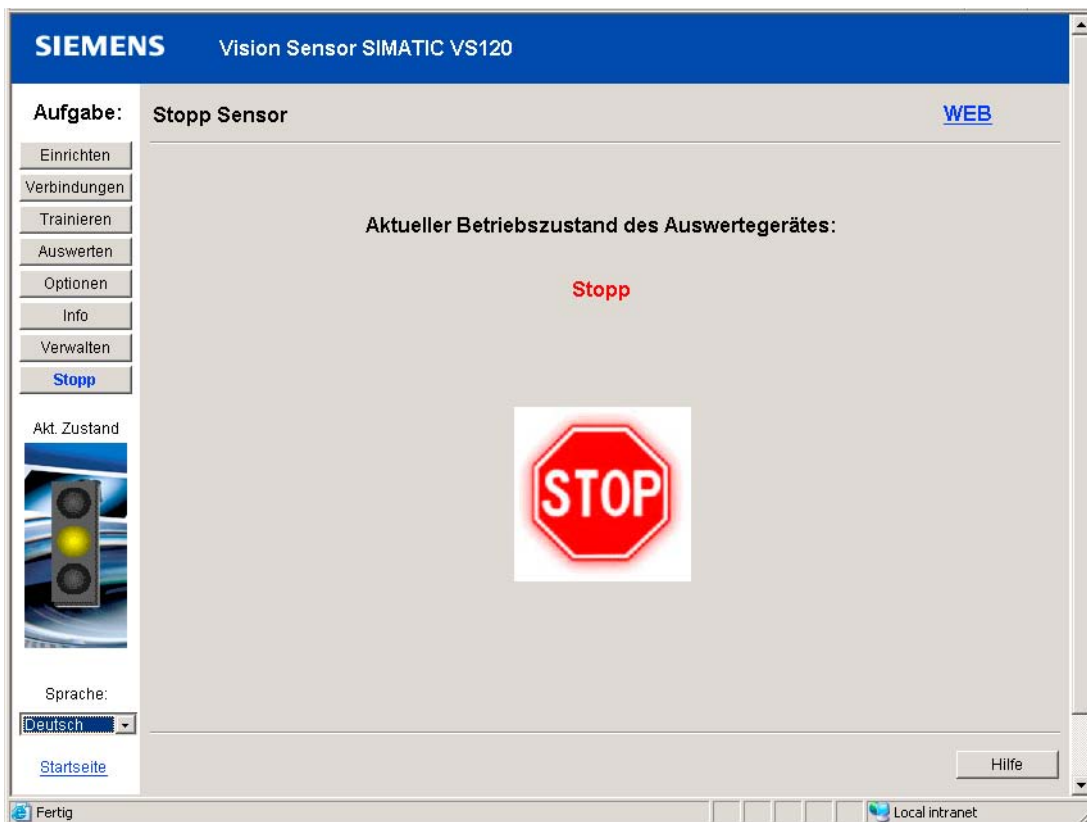 SIEMENS Vision Sensor SIMATIC VS120
Aufgabe:
Stopp Sensor
WEB
Einrichten
Verbindungen
Trainieren
Auswerten
Optionen
Info
Verwalten
Stopp
Aktueller Betriebszustand des Auswertegerätes:
Stopp
STOP
Akt. Zustand
Sprache:
Deutsch
Startseite
Hilfe
Fertig
Local intranet